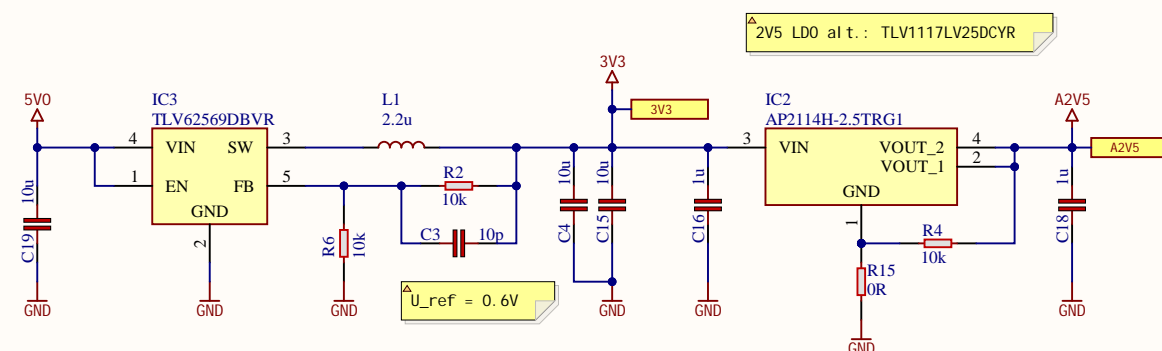 2V5 LDO alt.: TLV1117LV25DCYR
3V3
5V0
IC3
TLV62569DBVR
L1
2.2u
3V3
IC2
AP2114H-2.5TRG1
A2V5
4
VIN
SW
3
3
VIN
VOUT_2
4
A2V5
VOUT_1
2
1
EN
FB
5
GND
2
R2
10k
C3
10p
R6
10k
C19
10u
C4
10u
C15
10u
C16
1u
GND
1
R4
10k
C18
1u
R15
0R
U_ref = 0.6V
GND
GND
GND
GND
GND
GND
GND